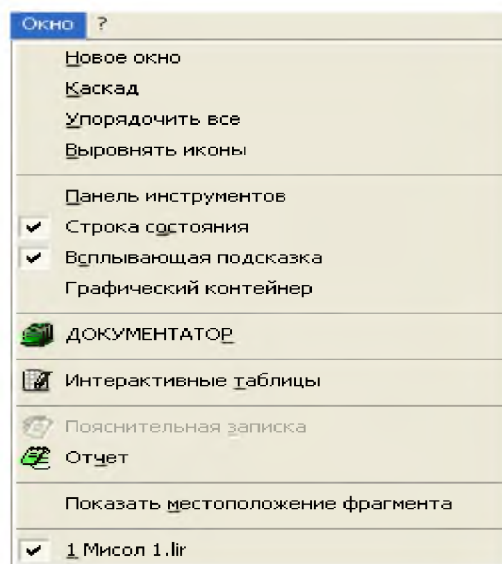 Окно ?
Новое окно
Каскад
Упорядочить все
Выровнять иконы
Панель инструментов
Строка состояния
Всплывающая подсказка
Графический контейнер
ДОКУМЕНТАТОР
Интерактивные таблицы
Пояснительная записка
Отчет
Показать местоположение фрагмента
1 Мисол 1.lir